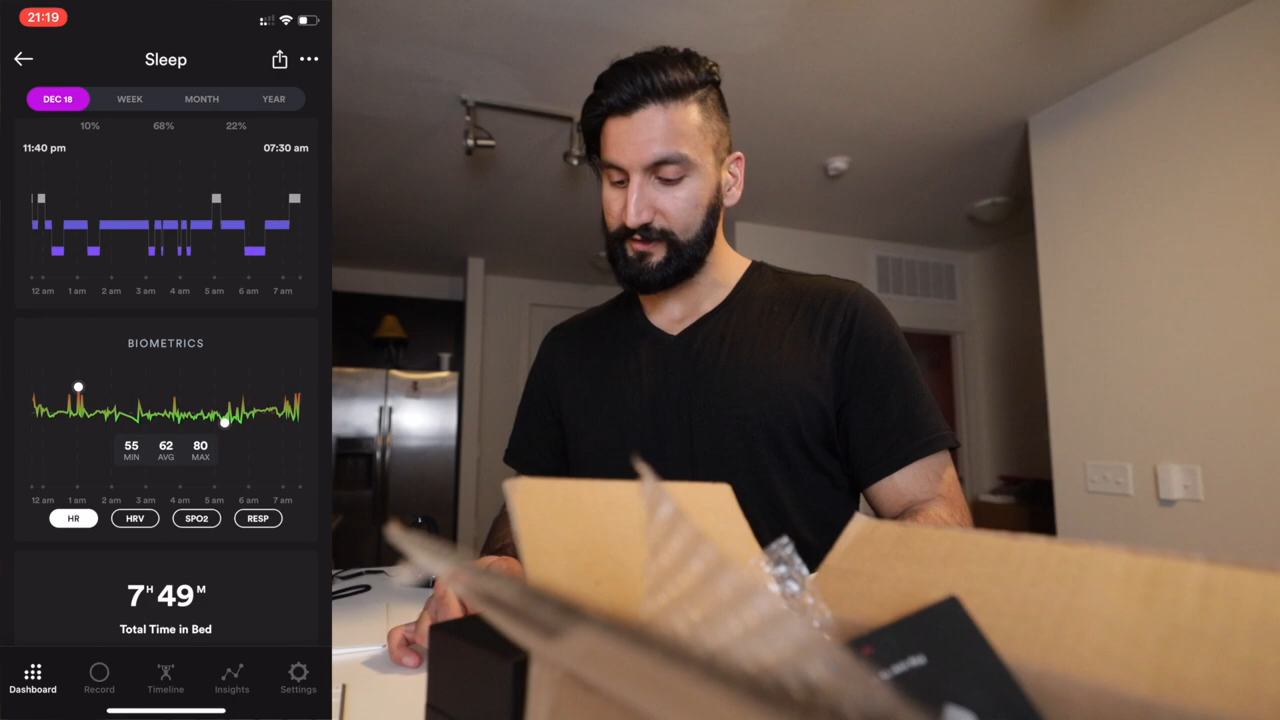 21:19
Sleep
DEC 18 WEEK MONTH YEAR
10% 68% 22%
11:40 pm 07:30 am
12 am 1 am 2 am 3 am 4 am 5 am 6 am 7 am
BIOMETRICS
55 62 80
MIN AVG MAX
12 am 1 am 2 am 3 am 4 am 5 am 6 am 7 am
HR HRV SPO2 RESP
7H 49M
Total Time in Bed
Dashboard Record Timeline Insights Settings